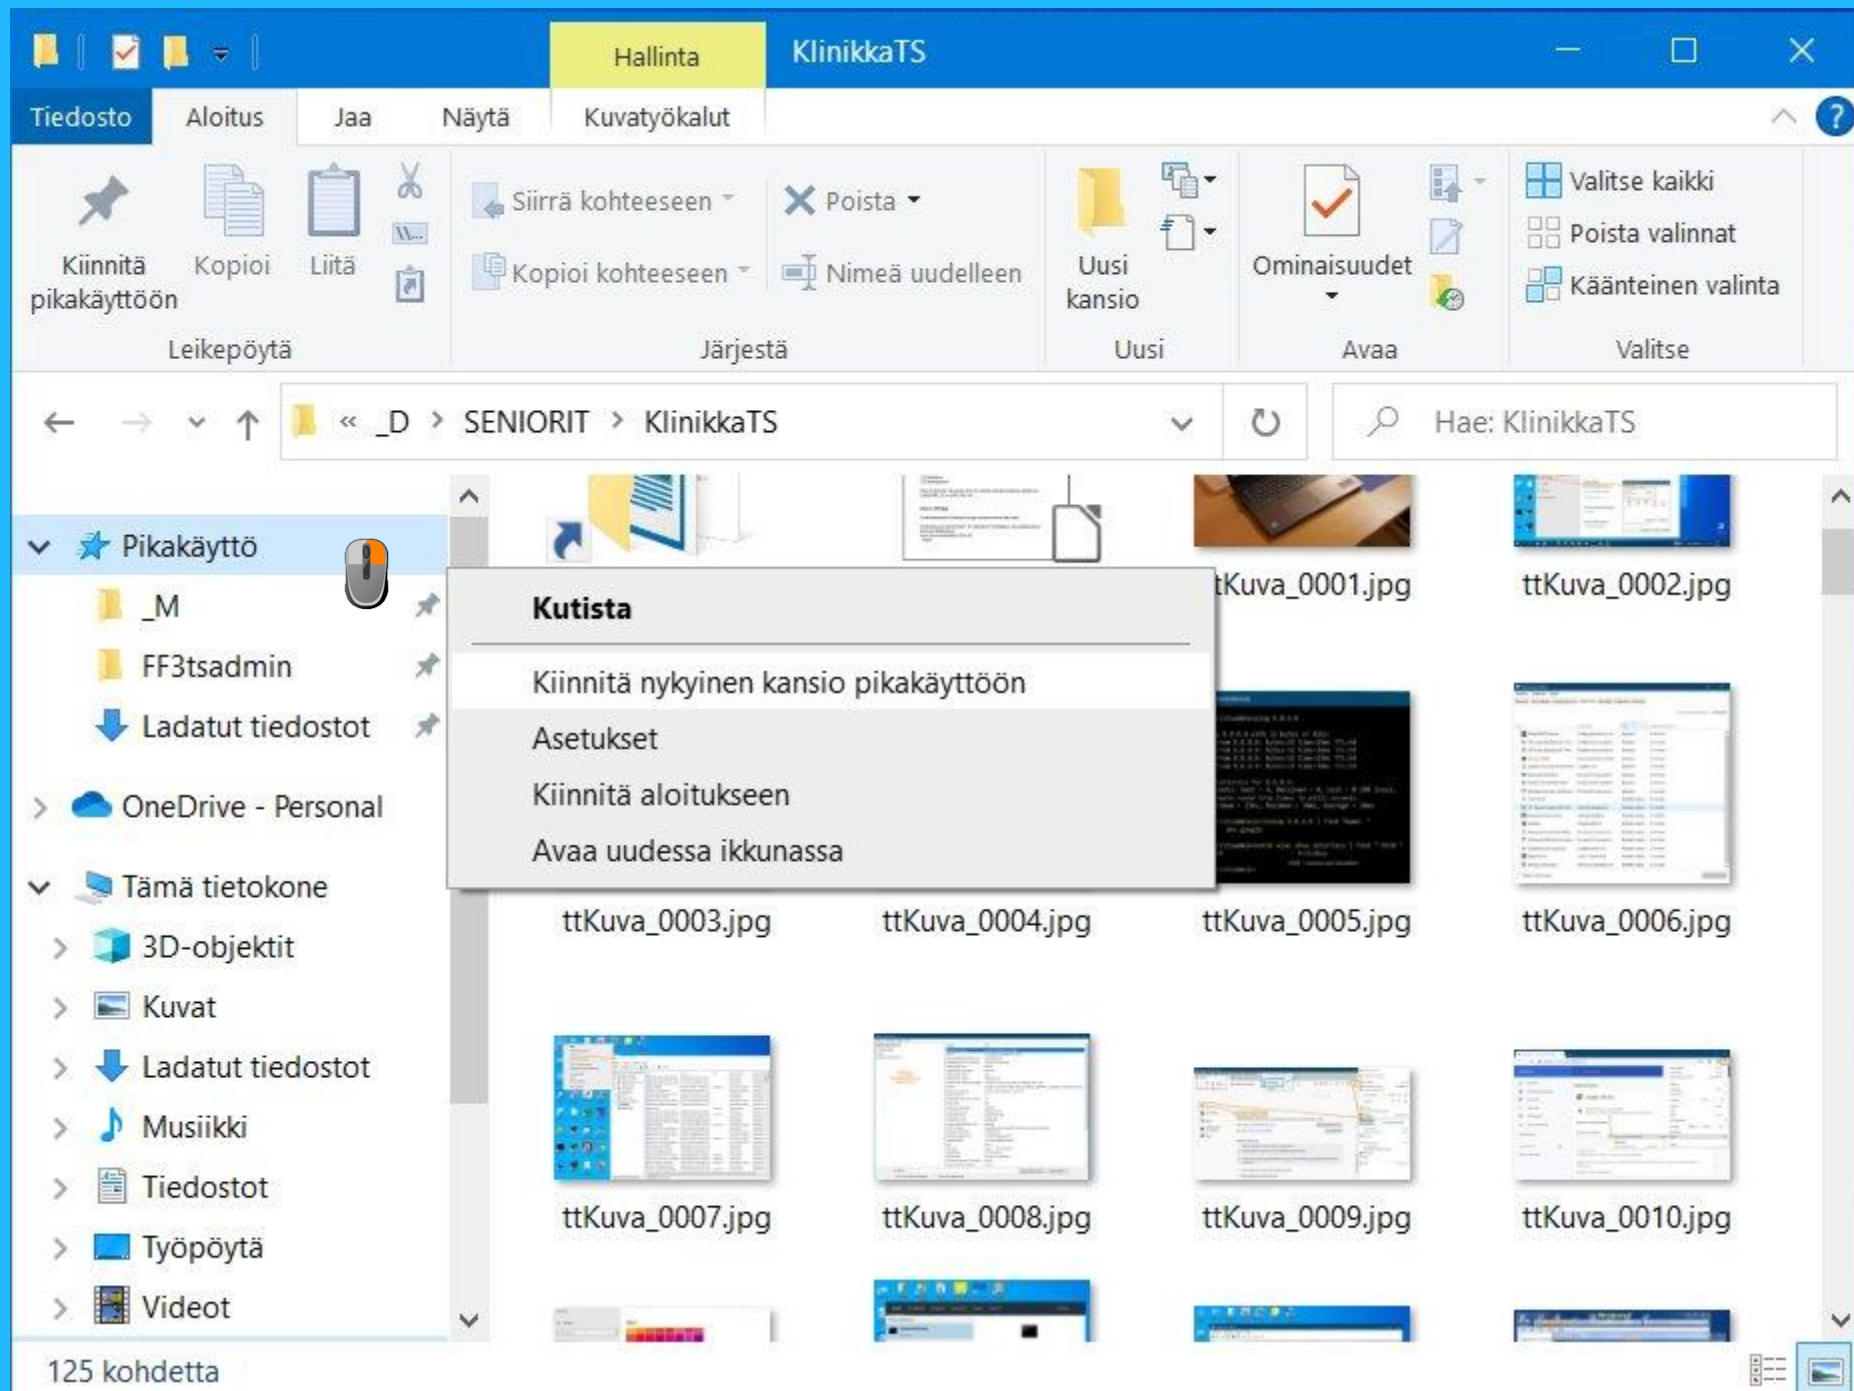 Hallinta
KlinikkaTS
Tiedosto
Aloitus
Jaa
Näytä
Kuvatyökalut
Kiinnitä
pikakäyttöön
Kopioi
Liitä
Leikepöytä
Siirrä kohteeseen
Kopioi kohteeseen
Poista
Nimeä uudelleen
Järjestä
Uusi
kansio
Uusi
Ominaisuudet
Avaa
Valitse kaikki
Poista valinnat
Käänteinen valinta
Valitse
« _D > SENIORIT > KlinikkaTS
Hae: KlinikkaTS
Pikakäyttö
_M
FF3tsadmin
Ladatut tiedostot
OneDrive - Personal
Tämä tietokone
3D-objektit
Kuvat
Ladatut tiedostot
Musiikki
Tiedostot
Työpöytä
Videot
Kutista
Kiinnitä nykyinen kansio pikakäyttöön
Asetukset
Kiinnitä aloitukseen
Avaa uudessa ikkunassa
tKuva_0001.jpg
ttKuva_0002.jpg
ttKuva_0003.jpg
ttKuva_0004.jpg
ttKuva_0005.jpg
ttKuva_0006.jpg
ttKuva_0007.jpg
ttKuva_0008.jpg
ttKuva_0009.jpg
ttKuva_0010.jpg
125 kohdetta